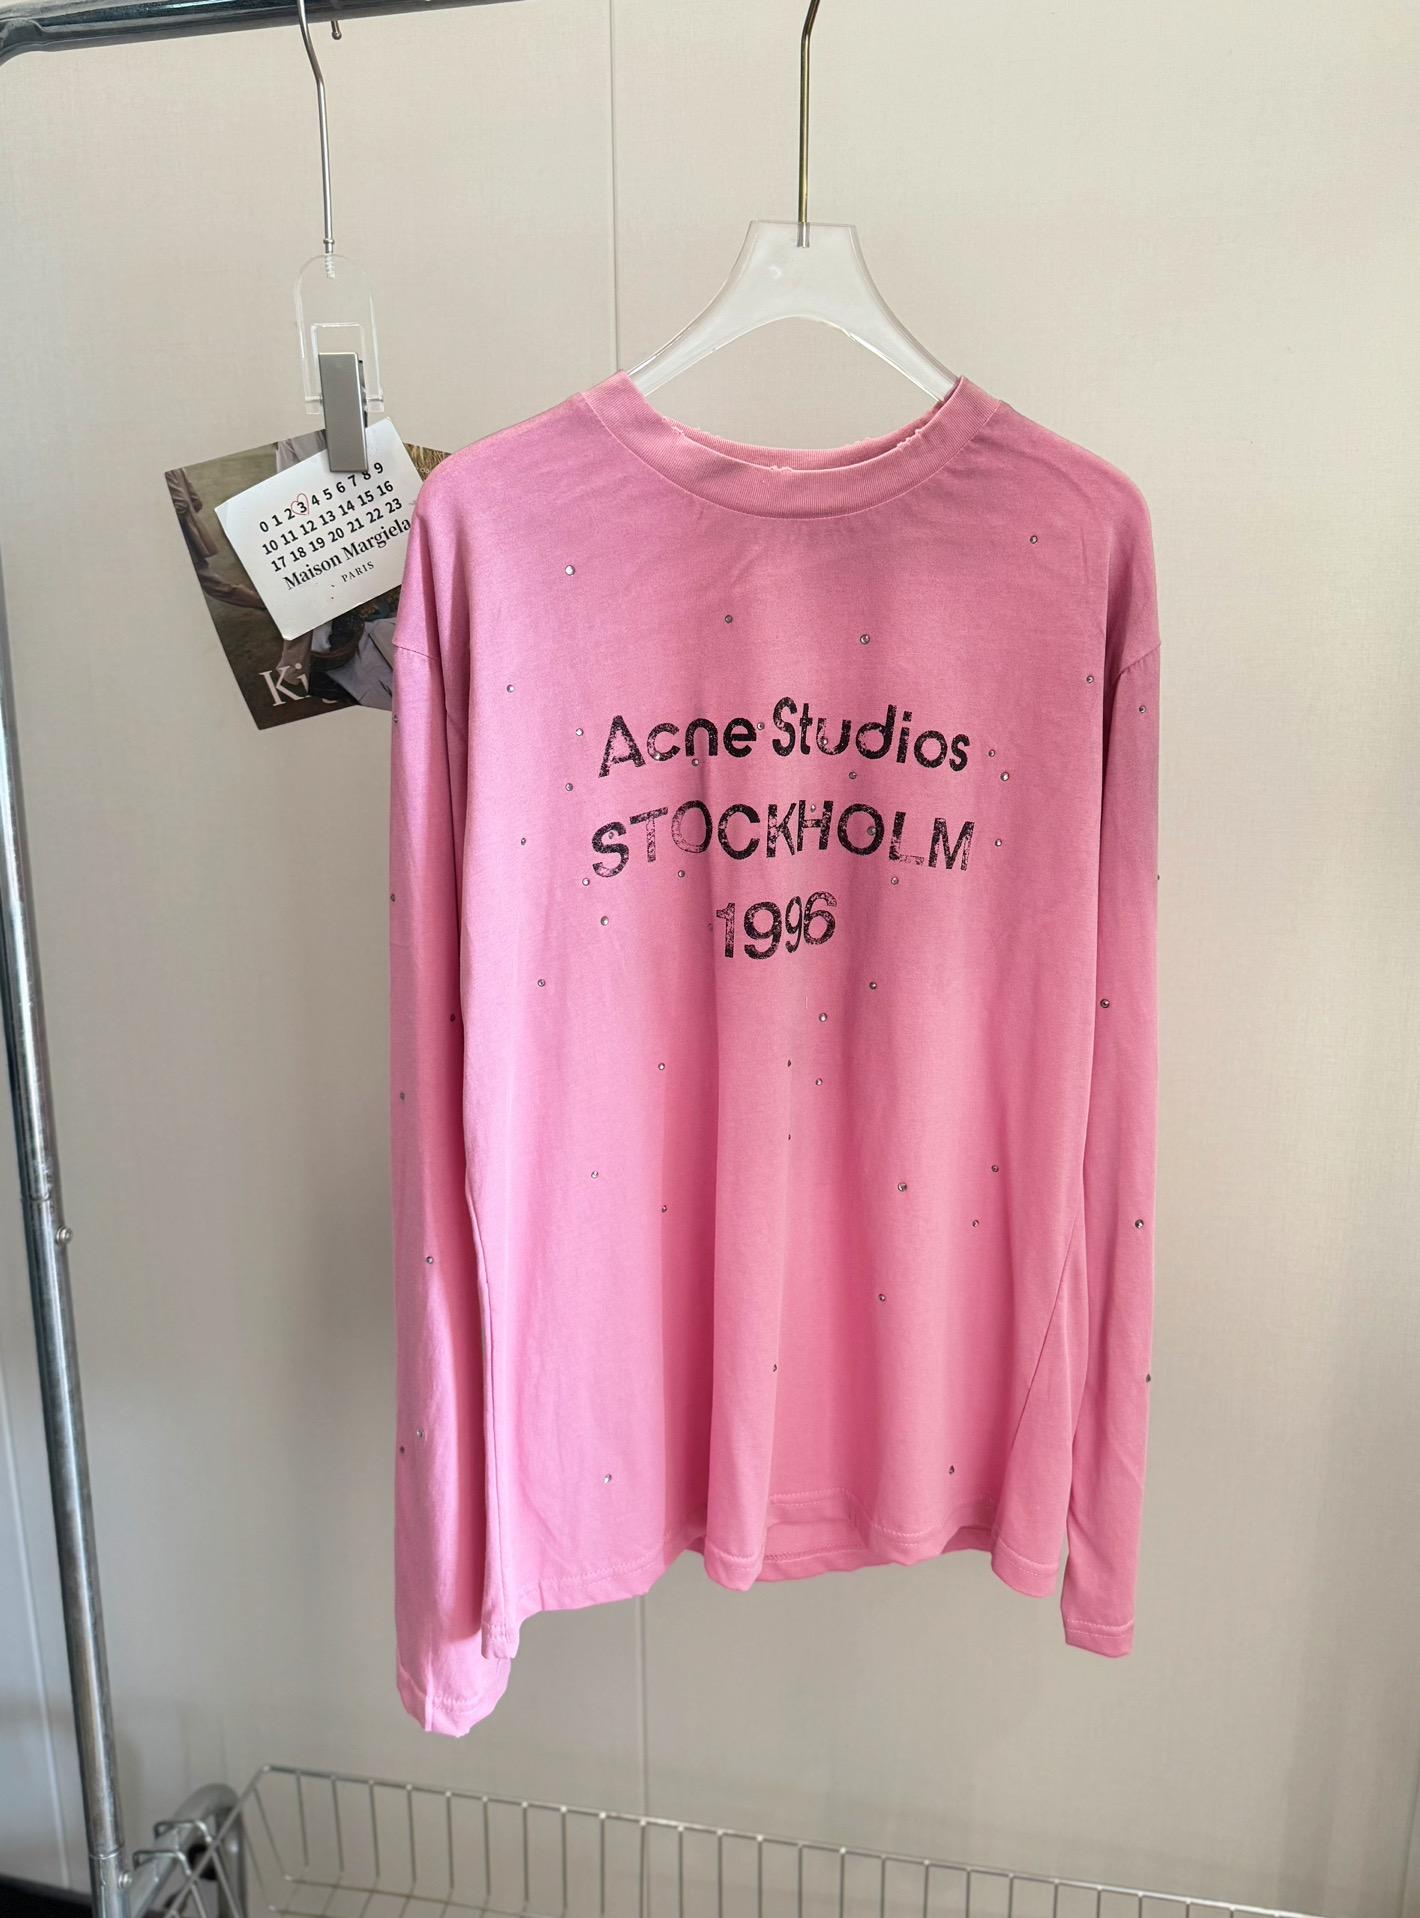 0 1 2 3 4 5 6 7 8 9
10 11 12 13 14 15 16
17 18 19 20 21 22 23
Maison Margiela
PARIS
Acne Studios
STOCKHOLM
1996